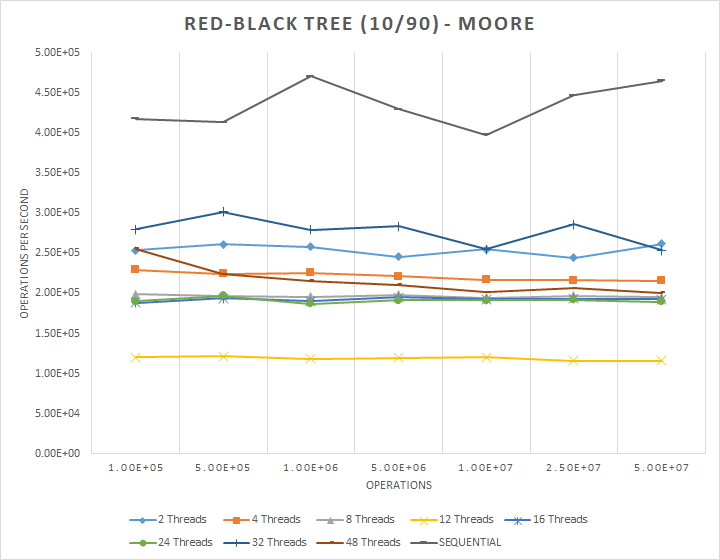 RED-BLACK TREE (10/90) - MOORE
5.00E+05
4.50E+05
4.00E+05
3.50E+05
3.00E+05
2.50E+05
2.00E+05
1.50E+05
1.00E+05
5.00E+04
0.00E+00
OPERATIONS PER SECOND
1.00E+05 5.00E+05 1.00E+06 5.00E+06 1.00E+07 2.50E+07 5.00E+07
OPERATIONS
2 Threads 4 Threads 8 Threads 12 Threads 16 Threads
24 Threads 32 Threads 48 Threads SEQUENTIAL